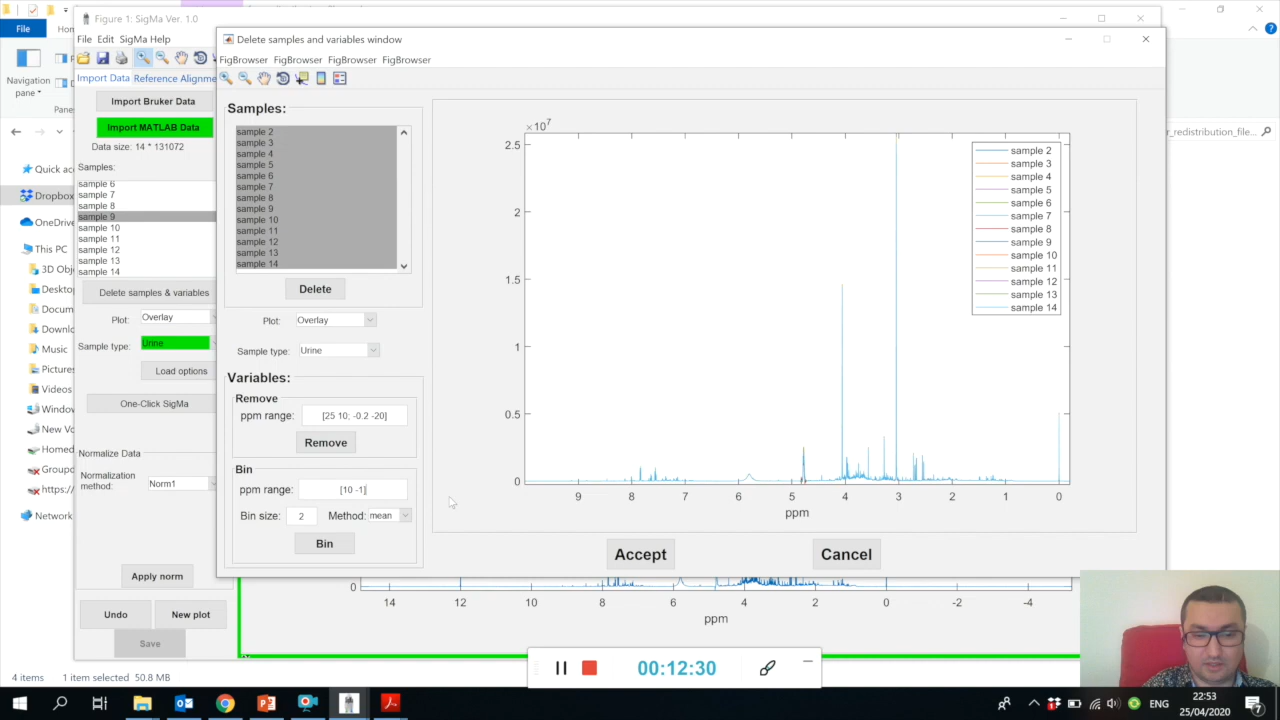 Figure 1: SigMa Ver. 1.0
File
Hom
File Edit SigMa Help
Delete samples and variables window
FigBrowser FigBrowser FigBrowser FigBrowser
Navigation
pane
Pane
Import Data Reference Alignme
Import Bruker Data
Import MATLAB Data
Data size: 14 * 131072
Samples:
sample 6
sample 7
sample 8
sample 9
sample 10
sample 11
sample 12
sample 13
sample 14
Delete samples & variables
Plot: Overlay
Sample type: Urine
Load options
One-Click SigMa
Normalize Data
Normalization
method: Norm1
Apply norm
Undo New plot
Save
Quick acc
Dropbox
OneDrive
This PC
3D Obj
Deskto
Docum
Downlo
Music
Pictures
Videos
Window
New Vo
Homed
Groupd
https:/
Network
r_redistribution_file...
Samples:
sample 2
sample 3
sample 4
sample 5
sample 6
sample 7
sample 8
sample 9
sample 10
sample 11
sample 12
sample 13
sample 14
Delete
Plot: Overlay
Sample type: Urine
Variables:
Remove
ppm range: [25 10; -0.2 -20]
Remove
Bin
ppm range: [10 -1]
Bin size: 2 Method: mean
Bin
×10⁷
2.5
2
1.5
1
0.5
0
9 8 7 6 5 4 3 2 1 0
ppm
sample 2
sample 3
sample 4
sample 5
sample 6
sample 7
sample 8
sample 9
sample 10
sample 11
sample 12
sample 13
sample 14
Accept Cancel
0
14 12 10 8 6 4 2 0 -2 -4
ppm
00:12:30
4 items 1 item selected 50.8 MB
ENG
22:53
25/04/2020
7